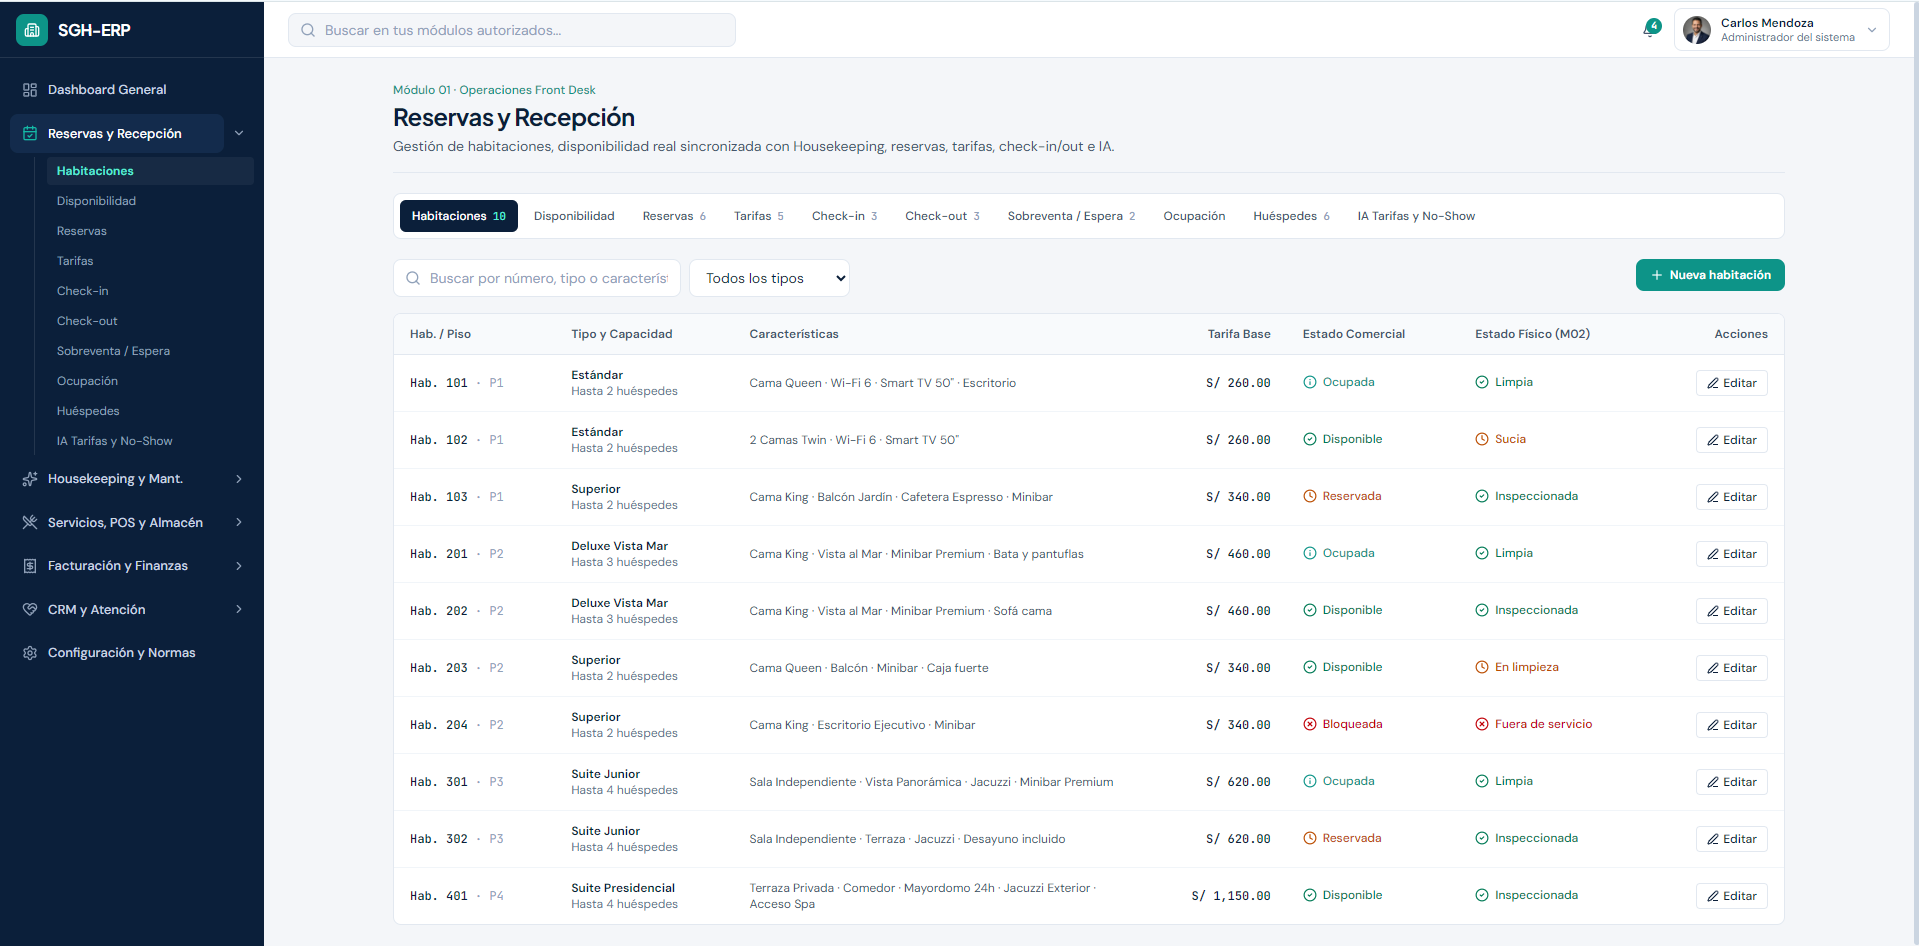 SGH-ERP
Buscar en tus módulos autorizados...
4
Carlos Mendoza
Administrador del sistema
Dashboard General
Reservas y Recepción
Habitaciones
Disponibilidad
Reservas
Tarifas
Check-in
Check-out
Sobreventa / Espera
Ocupación
Huéspedes
IA Tarifas y No-Show
Housekeeping y Mant.
Servicios, POS y Almacén
Facturación y Finanzas
CRM y Atención
Configuración y Normas
Módulo 01 · Operaciones Front Desk
Reservas y Recepción
Gestión de habitaciones, disponibilidad real sincronizada con Housekeeping, reservas, tarifas, check-in/out e IA.
Habitaciones 10 Disponibilidad Reservas 6 Tarifas 5 Check-in 3 Check-out 3 Sobreventa / Espera 2 Ocupación Huéspedes 6 IA Tarifas y No-Show
Buscar por número, tipo o caracterís Todos los tipos + Nueva habitación
Hab. / Piso Tipo y Capacidad Características Tarifa Base Estado Comercial Estado Físico (M02) Acciones
Hab. 101 · P1 Estándar Cama Queen · Wi-Fi 6 · Smart TV 50" · Escritorio S/ 260.00 Ocupada Limpia Editar
Hasta 2 huéspedes
Hab. 102 · P1 Estándar 2 Camas Twin · Wi-Fi 6 · Smart TV 50" S/ 260.00 Disponible Sucia Editar
Hasta 2 huéspedes
Hab. 103 · P1 Superior Cama King · Balcón Jardín · Cafetera Espresso · Minibar S/ 340.00 Reservada Inspeccionada Editar
Hasta 2 huéspedes
Hab. 201 · P2 Deluxe Vista Mar Cama King · Vista al Mar · Minibar Premium · Bata y pantuflas S/ 460.00 Ocupada Limpia Editar
Hasta 3 huéspedes
Hab. 202 · P2 Deluxe Vista Mar Cama King · Vista al Mar · Minibar Premium · Sofá cama S/ 460.00 Disponible Inspeccionada Editar
Hasta 3 huéspedes
Hab. 203 · P2 Superior Cama Queen · Balcón · Minibar · Caja fuerte S/ 340.00 Disponible En limpieza Editar
Hasta 2 huéspedes
Hab. 204 · P2 Superior Cama King · Escritorio Ejecutivo · Minibar S/ 340.00 Bloqueada Fuera de servicio Editar
Hasta 2 huéspedes
Hab. 301 · P3 Suite Junior Sala Independiente · Vista Panorámica · Jacuzzi · Minibar Premium S/ 620.00 Ocupada Limpia Editar
Hasta 4 huéspedes
Hab. 302 · P3 Suite Junior Sala Independiente · Terraza · Jacuzzi · Desayuno incluido S/ 620.00 Reservada Inspeccionada Editar
Hasta 4 huéspedes
Hab. 401 · P4 Suite Presidencial Terraza Privada · Comedor · Mayordomo 24h · Jacuzzi Exterior · S/ 1,150.00 Disponible Inspeccionada Editar
Hasta 4 huéspedes Acceso Spa